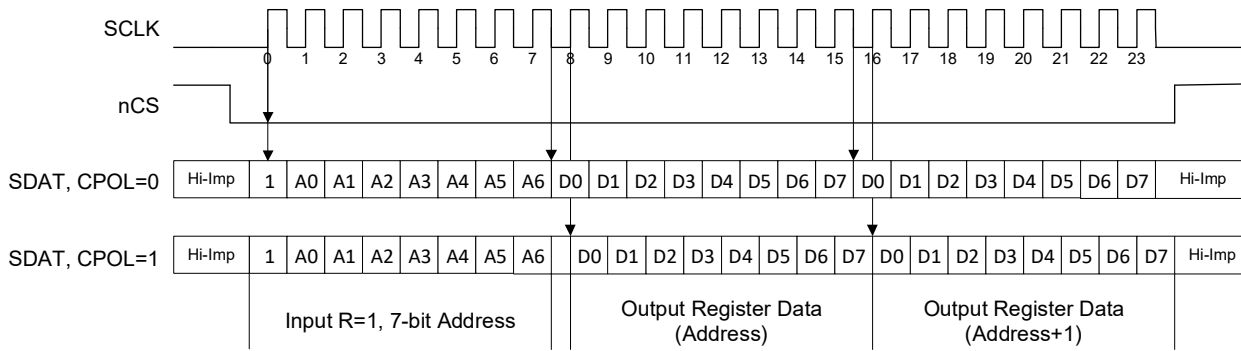 SCLK
0 1 2 3 4 5 6 7 8 9 10 11 12 13 14 15 16 17 18 19 20 21 22 23
nCS
SDAT, CPOL=0 Hi-Imp 1 A0 A1 A2 A3 A4 A5 A6 D0 D1 D2 D3 D4 D5 D6 D7 D0 D1 D2 D3 D4 D5 D6 D7 Hi-Imp
SDAT, CPOL=1 Hi-Imp 1 A0 A1 A2 A3 A4 A5 A6 D0 D1 D2 D3 D4 D5 D6 D7 D0 D1 D2 D3 D4 D5 D6 D7 Hi-Imp
Input R=1, 7-bit Address
Output Register Data
(Address)
Output Register Data
(Address+1)